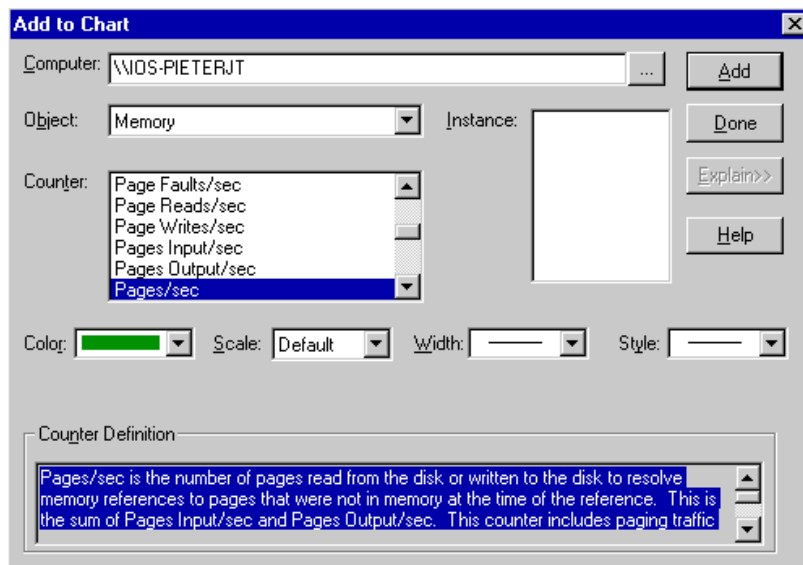 Add to Chart
Computer: \\IOS-PIETERJT ... Add
Object: Memory Instance: Done
Counter: Page Faults/sec Explain>>
Page Reads/sec
Page Writes/sec
Pages Input/sec Help
Pages Output/sec
Pages/sec
Color: Scale: Default Width: Style:
Counter Definition
Pages/sec is the number of pages read from the disk or written to the disk to resolve
memory references to pages that were not in memory at the time of the reference. This is
the sum of Pages Input/sec and Pages Output/sec. This counter includes paging traffic